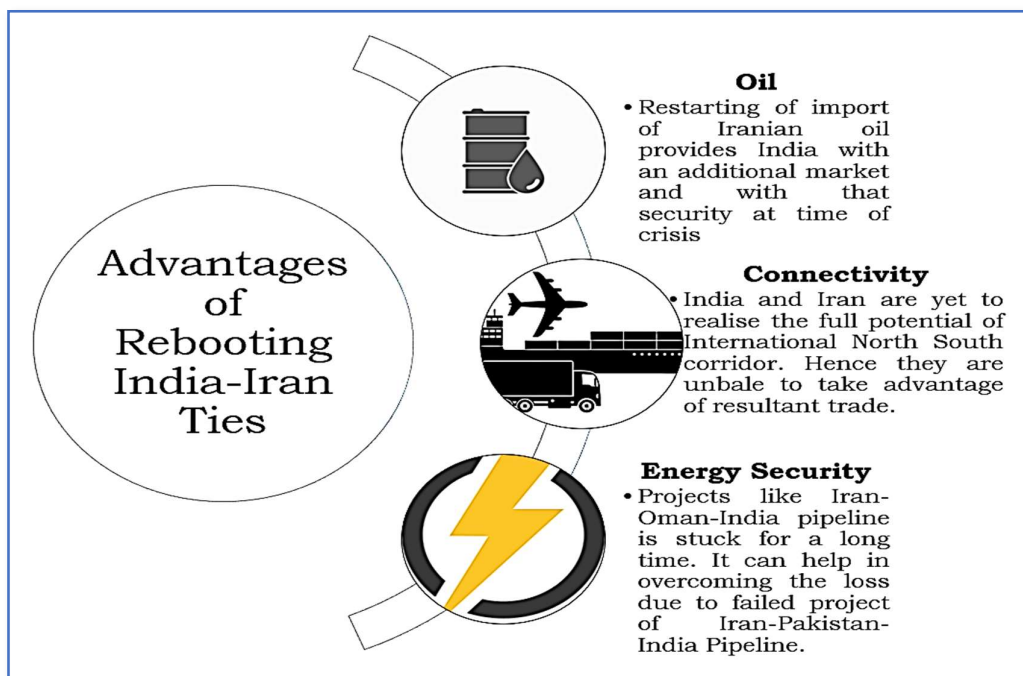 Advantages
of
Rebooting
India-Iran
Ties
Oil
• Restarting of import
of Iranian oil
provides India with
an additional market
and with that
security at time of
crisis
Connectivity
• India and Iran are yet to
realise the full potential of
International North South
corridor. Hence they are
unbale to take advantage
of resultant trade.
Energy Security
• Projects like Iran-
Oman-India pipeline
is stuck for a long
time. It can help in
overcoming the loss
due to failed project
of Iran-Pakistan-
India Pipeline.